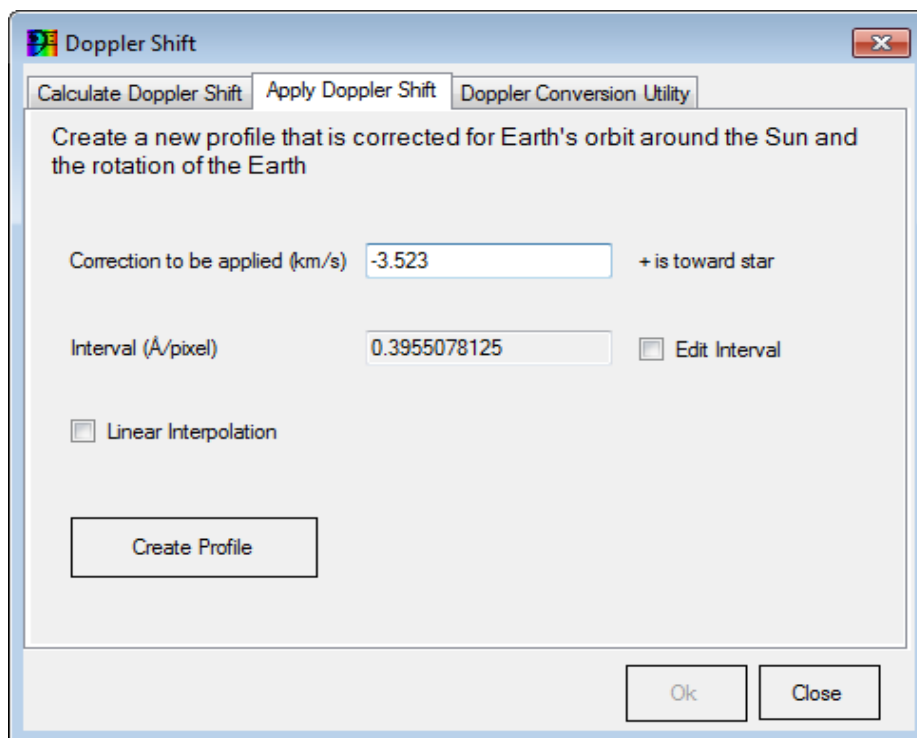 Doppler Shift
Calculate Doppler Shift
Apply Doppler Shift
Doppler Conversion Utility
Create a new profile that is corrected for Earth's orbit around the Sun and
the rotation of the Earth
Correction to be applied (km/s) -3.523 + is toward star
Interval (Å/pixel) 0.3955078125 Edit Interval
Linear Interpolation
Create Profile
Ok Close